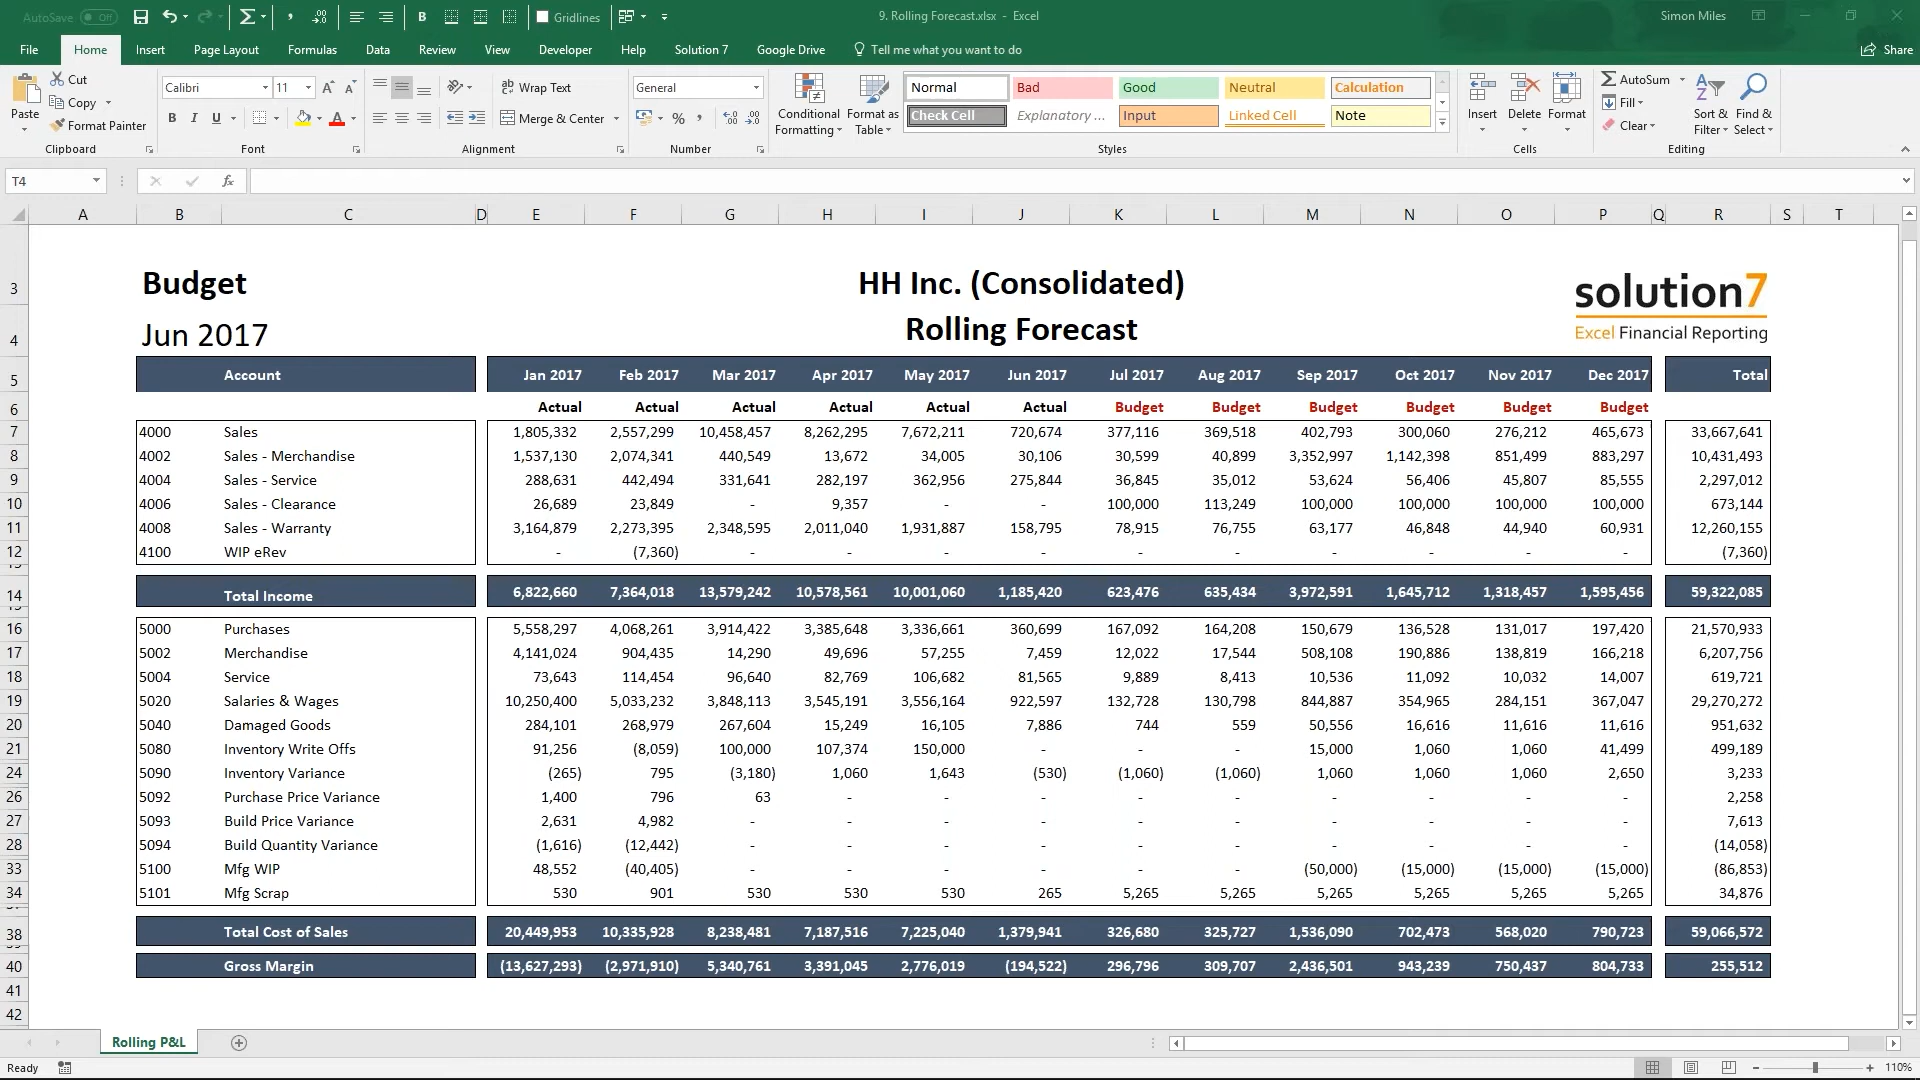 AutoSave Off Gridlines 9. Rolling Forecast.xlsx - Excel Simon Miles
File Home Insert Page Layout Formulas Data Review View Developer Help Solution 7 Google Drive Tell me what you want to do Share
Paste Cut Copy Format Painter Clipboard
Calibri 11 B I U Font
Wrap Text Merge & Center Alignment
General % Number
Conditional Formatting Format as Table
Normal Bad Good Neutral Calculation
Check Cell Explanatory ... Input Linked Cell Note
Styles
Insert Delete Format Cells
AutoSum Fill Clear Sort & Filter Find & Select Editing
T4 fx
A B C D E F G H I J K L M N O P Q R S T
3 Budget HH Inc. (Consolidated) solution7
4 Jun 2017 Rolling Forecast Excel Financial Reporting
5 Account Jan 2017 Feb 2017 Mar 2017 Apr 2017 May 2017 Jun 2017 Jul 2017 Aug 2017 Sep 2017 Oct 2017 Nov 2017 Dec 2017 Total
6 Actual Actual Actual Actual Actual Actual Budget Budget Budget Budget Budget Budget
7 4000 Sales 1,805,332 2,557,299 10,458,457 8,262,295 7,672,211 720,674 377,116 369,518 402,793 300,060 276,212 465,673 33,667,641
8 4002 Sales - Merchandise 1,537,130 2,074,341 440,549 13,672 34,005 30,106 30,599 40,899 3,352,997 1,142,398 851,499 883,297 10,431,493
9 4004 Sales - Service 288,631 442,494 331,641 282,197 362,956 275,844 36,845 35,012 53,624 56,406 45,807 85,555 2,297,012
10 4006 Sales - Clearance 26,689 23,849 - 9,357 - - 100,000 113,249 100,000 100,000 100,000 100,000 673,144
11 4008 Sales - Warranty 3,164,879 2,273,395 2,348,595 2,011,040 1,931,887 158,795 78,915 76,755 63,177 46,848 44,940 60,931 12,260,155
12 4100 WIP eRev - (7,360) - - - - - - - - - - (7,360)
14 Total Income 6,822,660 7,364,018 13,579,242 10,578,561 10,001,060 1,185,420 623,476 635,434 3,972,591 1,645,712 1,318,457 1,595,456 59,322,085
16 5000 Purchases 5,558,297 4,068,261 3,914,422 3,385,648 3,336,661 360,699 167,092 164,208 150,679 136,528 131,017 197,420 21,570,933
17 5002 Merchandise 4,141,024 904,435 14,290 49,696 57,255 7,459 12,022 17,544 508,108 190,886 138,819 166,218 6,207,756
18 5004 Service 73,643 114,454 96,640 82,769 106,682 81,565 9,889 8,413 10,536 11,092 10,032 14,007 619,721
19 5020 Salaries & Wages 10,250,400 5,033,232 3,848,113 3,545,191 3,556,164 922,597 132,728 130,798 844,887 354,965 284,151 367,047 29,270,272
20 5040 Damaged Goods 284,101 268,979 267,604 15,249 16,105 7,886 744 559 50,556 16,616 11,616 11,616 951,632
21 5080 Inventory Write Offs 91,256 (8,059) 100,000 107,374 150,000 - - - 15,000 1,060 1,060 41,499 499,189
24 5090 Inventory Variance (265) 795 (3,180) 1,060 1,643 (530) (1,060) (1,060) 1,060 1,060 1,060 2,650 3,233
26 5092 Purchase Price Variance 1,400 796 63 - - - - - - - - - 2,258
27 5093 Build Price Variance 2,631 4,982 - - - - - - - - - - 7,613
28 5094 Build Quantity Variance (1,616) (12,442) - - - - - - - - - - (14,058)
33 5100 Mfg WIP 48,552 (40,405) - - - - - - (50,000) (15,000) (15,000) (15,000) (86,853)
34 5101 Mfg Scrap 530 901 530 530 530 265 5,265 5,265 5,265 5,265 5,265 5,265 34,876
38 Total Cost of Sales 20,449,953 10,335,928 8,238,481 7,187,516 7,225,040 1,379,941 326,680 325,727 1,536,090 702,473 568,020 790,723 59,066,572
40 Gross Margin (13,627,293) (2,971,910) 5,340,761 3,391,045 2,776,019 (194,522) 296,796 309,707 2,436,501 943,239 750,437 804,733 255,512
41
42
Rolling P&L
Ready 110%